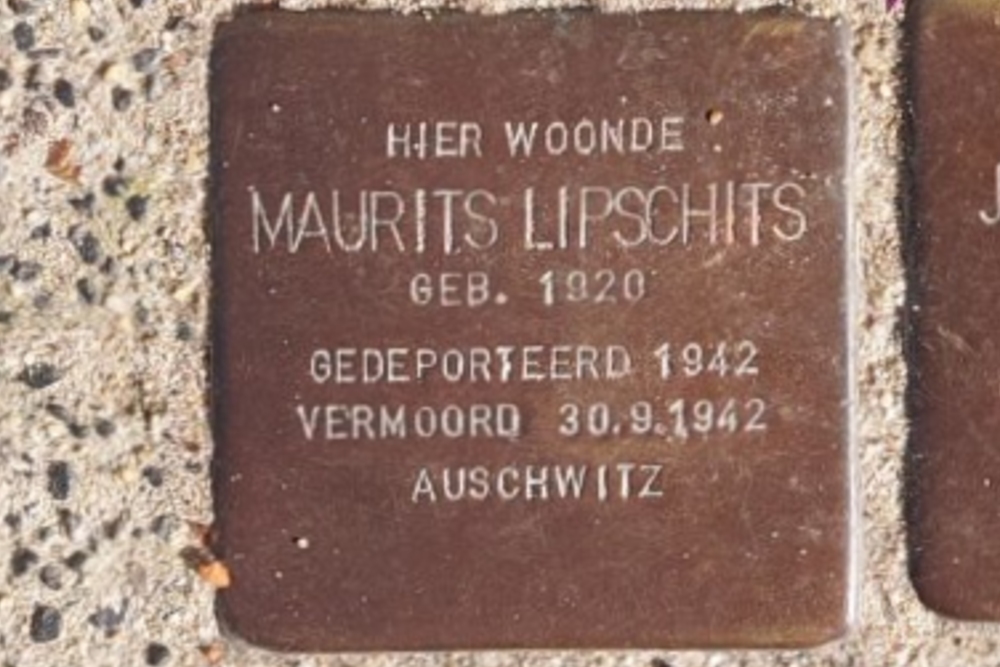 HIER WOONDE
MAURITS LIPSCHITS
GEB. 1920
GEDEPORTEERD 1942
VERMOORD 30.9.1942
AUSCHWITZ